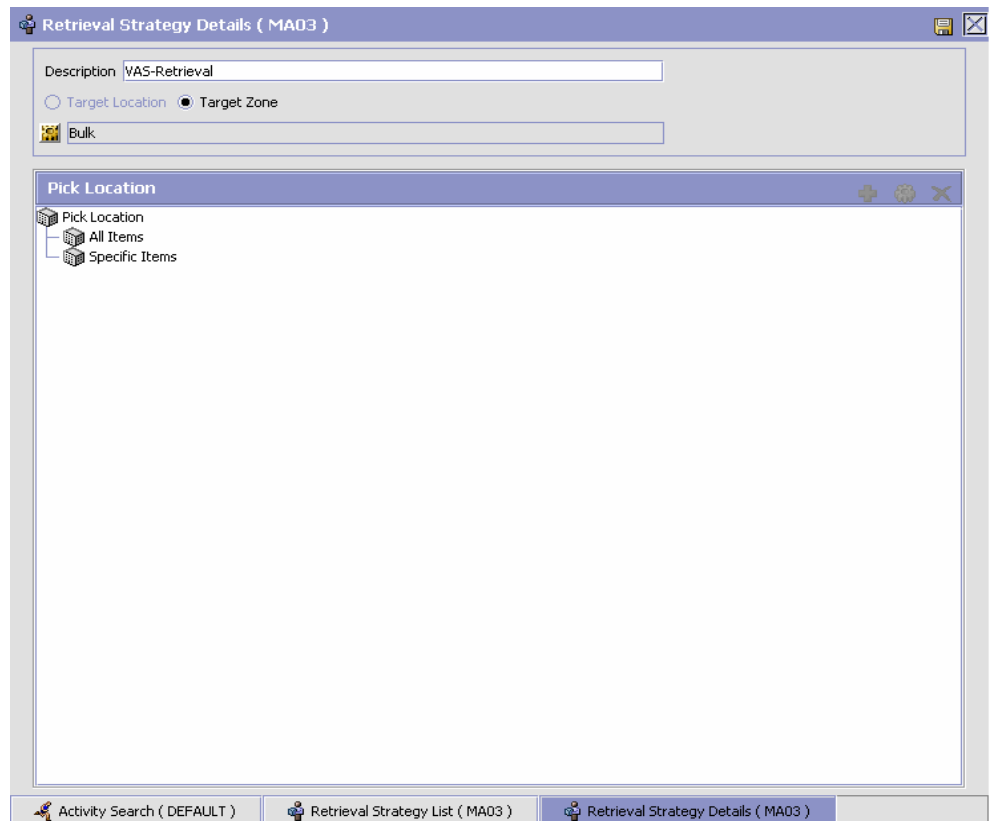 Retrieval Strategy Details ( MA03 )
Description VAS-Retrieval
Target Location Target Zone
Bulk
Pick Location
Pick Location
All Items
Specific Items
Activity Search ( DEFAULT ) Retrieval Strategy List ( MA03 ) Retrieval Strategy Details ( MA03 )